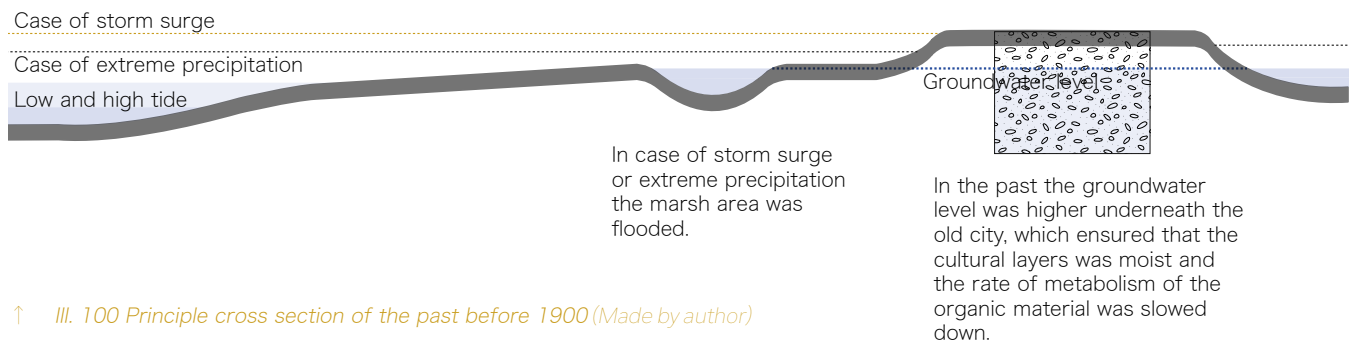 Case of storm surge
Case of extreme precipitation
Low and high tide
Groundwater level
In case of storm surge
or extreme precipitation
the marsh area was
flooded.
In the past the groundwater
level was higher underneath the
old city, which ensured that the
cultural layers was moist and
the rate of metabolism of the
organic material was slowed
down.
↑ Ill. 100 Principle cross section of the past before 1900 (Made by author)